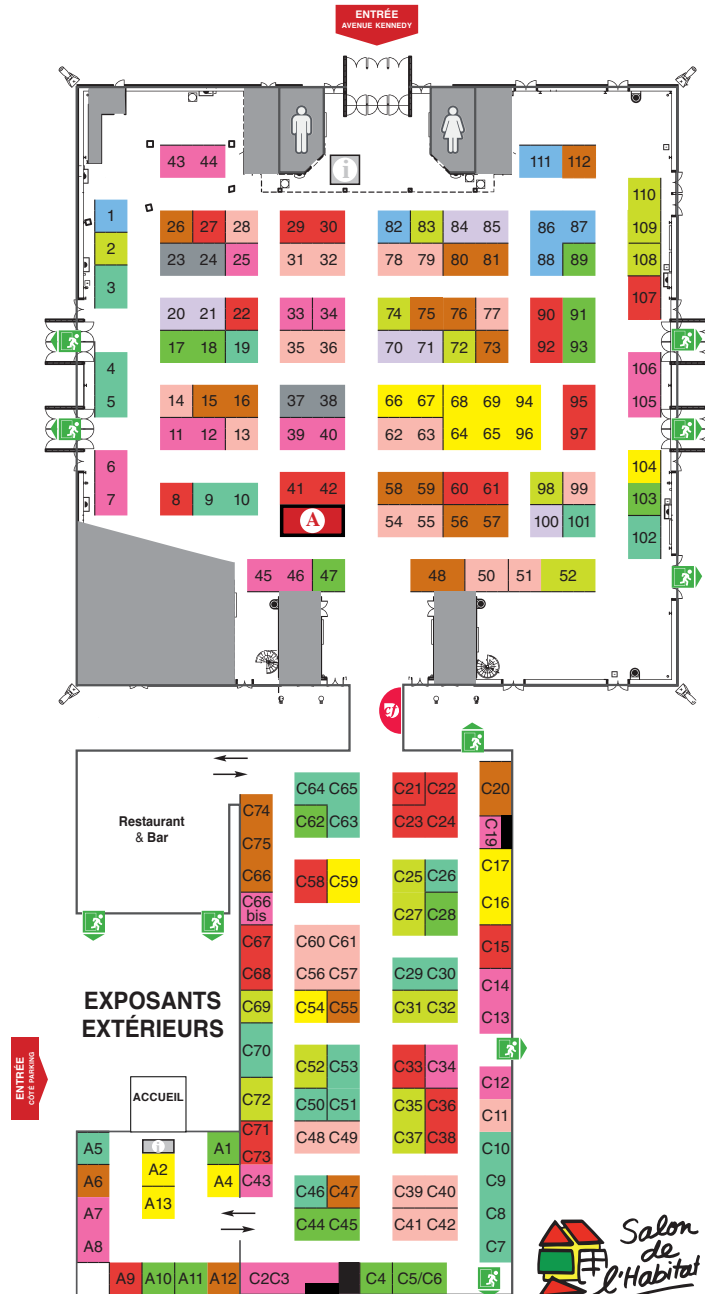 ENTRÉE
AVENUE KENNEDY
i
43 44
111 112
110
1
26 27 28
29 30
82 83 84 85
86 87
109
2
23 24 25
31 32
78 79 80 81
88 89
108
3
107
20 21 22
33 34
74 75 76 77
90 91
17 18 19
35 36
70 71 72 73
92 93
4
106
5
14 15 16
37 38
66 67 68 69 94
95
105
11 12 13
39 40
62 63 64 65 96
97
6
104
7
8 9 10
41 42
58 59 60 61
98 99
103
A
54 55 56 57
100 101
102
45 46 47
48 50 51 52
cf
C64 C65
C21 C22
C20
C62 C63
C23 C24
C19
Restaurant
& Bar
C74
C75
C66
C66
bis
C58 C59
C25 C26
C17
C27 C28
C16
C67
C60 C61
C15
C68
C56 C57
C29 C30
C14
EXPOSANTS
EXTÉRIEURS
C69
C54 C55
C31 C32
C13
C70
C52 C53
C33 C34
C12
ENTRÉE
CÔTÉ PARKING
ACCUEIL
C72
C50 C51
C35 C36
C11
C71
C48 C49
C37 C38
C73
C10
A5
i
A1
A6
A2
A4
C43
C46 C47
C39 C40
C9
A7
A13
C44 C45
C41 C42
C8
A8
C7
A9 A10 A11 A12 C2C3 C4 C5/C6
Salon
de
l'Habitat